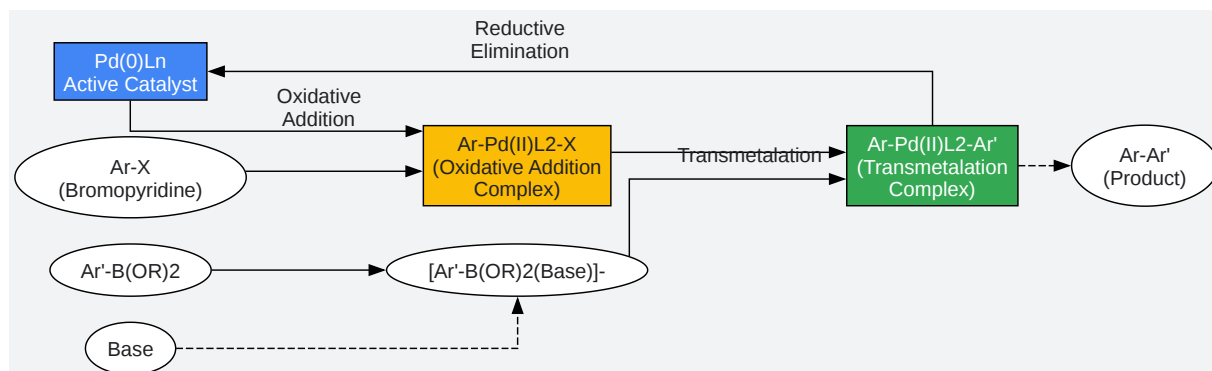 Reductive
Elimination
Pd(0)Ln
Active Catalyst
Oxidative
Addition
Ar-X
(Bromopyridine)
Ar-Pd(II)L2-X
(Oxidative Addition
Complex)
Transmetalation
Ar-Pd(II)L2-Ar'
(Transmetalation
Complex)
Ar-Ar'
(Product)
Ar'-B(OR)2
[Ar'-B(OR)2(Base)]-
Base